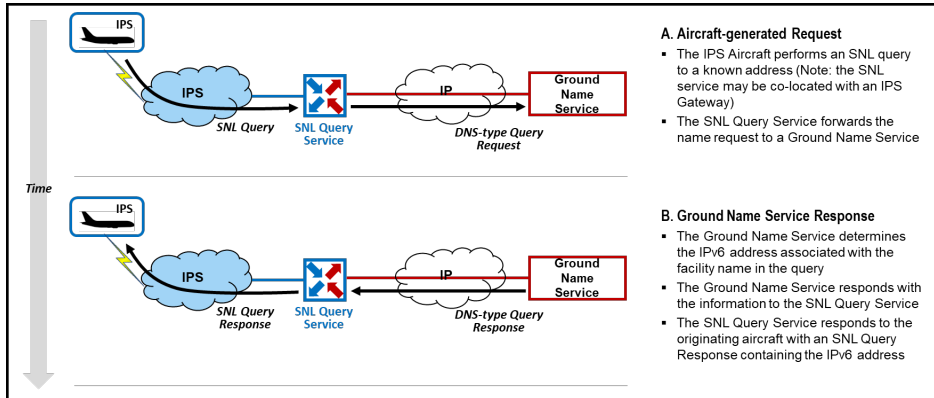 IPS
IPS
SNL Query
SNL Query
Service
IP
DNS-type Query
Request
Ground
Name
Service
A. Aircraft-generated Request
▪ The IPS Aircraft performs an SNL query
to a known address (Note: the SNL
service may be co-located with an IPS
Gateway)
▪ The SNL Query Service forwards the
name request to a Ground Name Service
Time
IPS
IPS
SNL Query
Response
SNL Query
Service
IP
DNS-type Query
Response
Ground
Name
Service
B. Ground Name Service Response
▪ The Ground Name Service determines
the IPv6 address associated with the
facility name in the query
▪ The Ground Name Service responds with
the information to the SNL Query Service
▪ The SNL Query Service responds to the
originating aircraft with an SNL Query
Response containing the IPv6 address